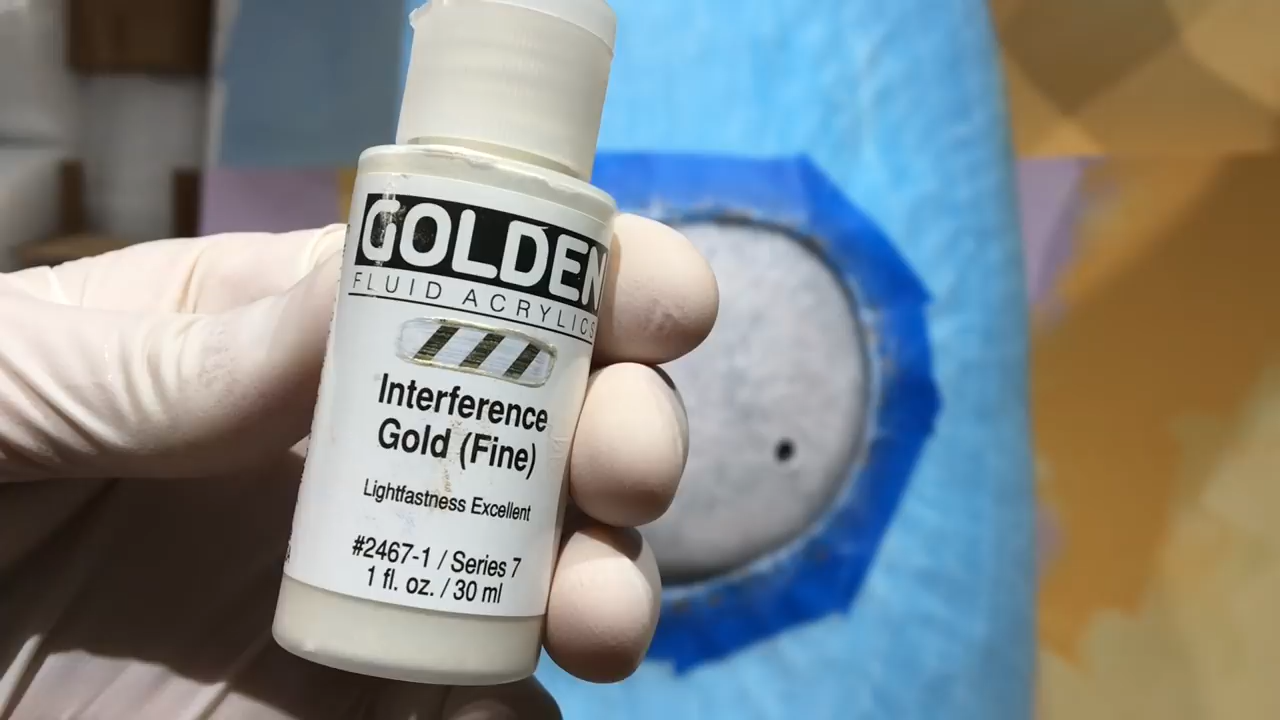 GOLDEN
FLUID ACRYLICS
Interference
Gold (Fine)
Lightfastness Excellent
#2467-1 / Series 7
1 fl. oz. / 30 ml